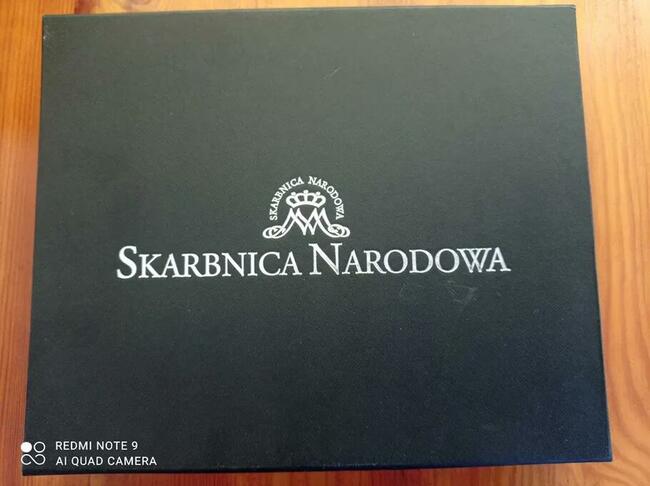 SKARBNICA NARODOWA
SKARBNICA NARODOWA
REDMI NOTE 9
AI QUAD CAMERA